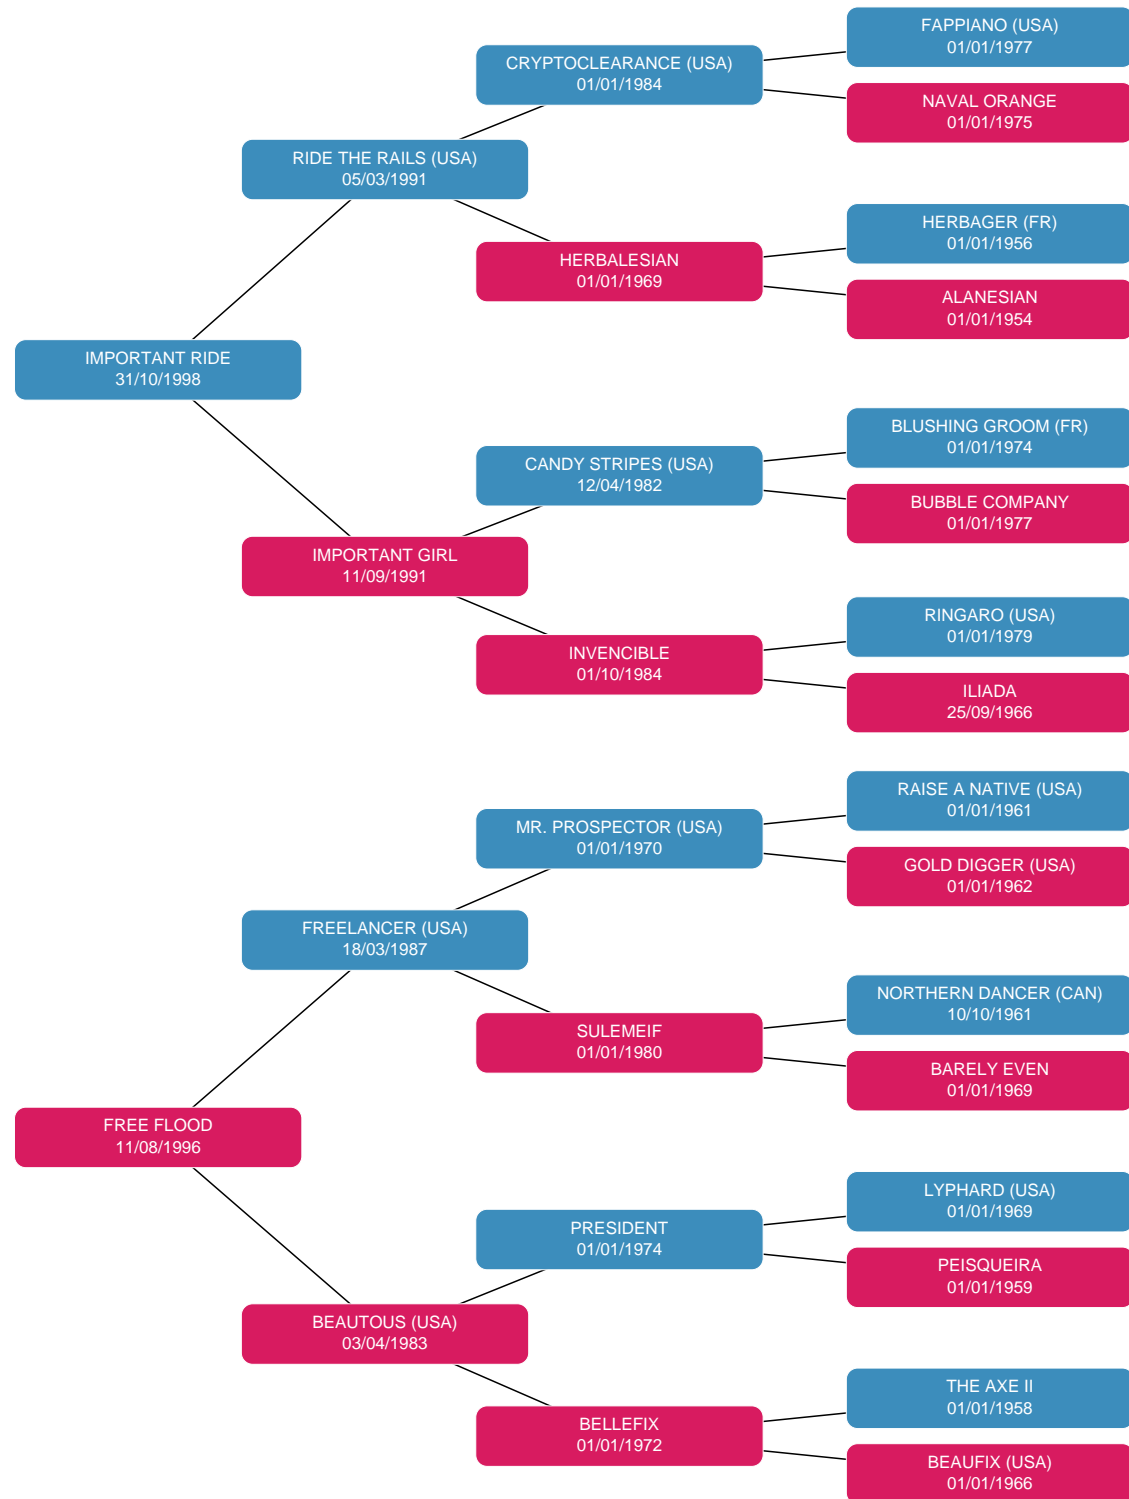 FAPPIANO (USA)
01/01/1977
CRYPTOCLEARANCE (USA)
01/01/1984
NAVAL ORANGE
01/01/1975
RIDE THE RAILS (USA)
05/03/1991
HERBAGER (FR)
01/01/1956
HERBALESIAN
01/01/1969
ALANESIAN
01/01/1954
IMPORTANT RIDE
31/10/1998
BLUSHING GROOM (FR)
01/01/1974
CANDY STRIPES (USA)
12/04/1982
BUBBLE COMPANY
01/01/1977
IMPORTANT GIRL
11/09/1991
RINGARO (USA)
01/01/1979
INVENCIBLE
01/10/1984
ILIADA
25/09/1966
RAISE A NATIVE (USA)
01/01/1961
MR. PROSPECTOR (USA)
01/01/1970
GOLD DIGGER (USA)
01/01/1962
FREELANCER (USA)
18/03/1987
NORTHERN DANCER (CAN)
10/10/1961
SULEMEIF
01/01/1980
BARELY EVEN
01/01/1969
FREE FLOOD
11/08/1996
LYPHARD (USA)
01/01/1969
PRESIDENT
01/01/1974
PEISQUEIRA
01/01/1959
BEAUTOUS (USA)
03/04/1983
THE AXE II
01/01/1958
BELLEFIX
01/01/1972
BEAUFIX (USA)
01/01/1966